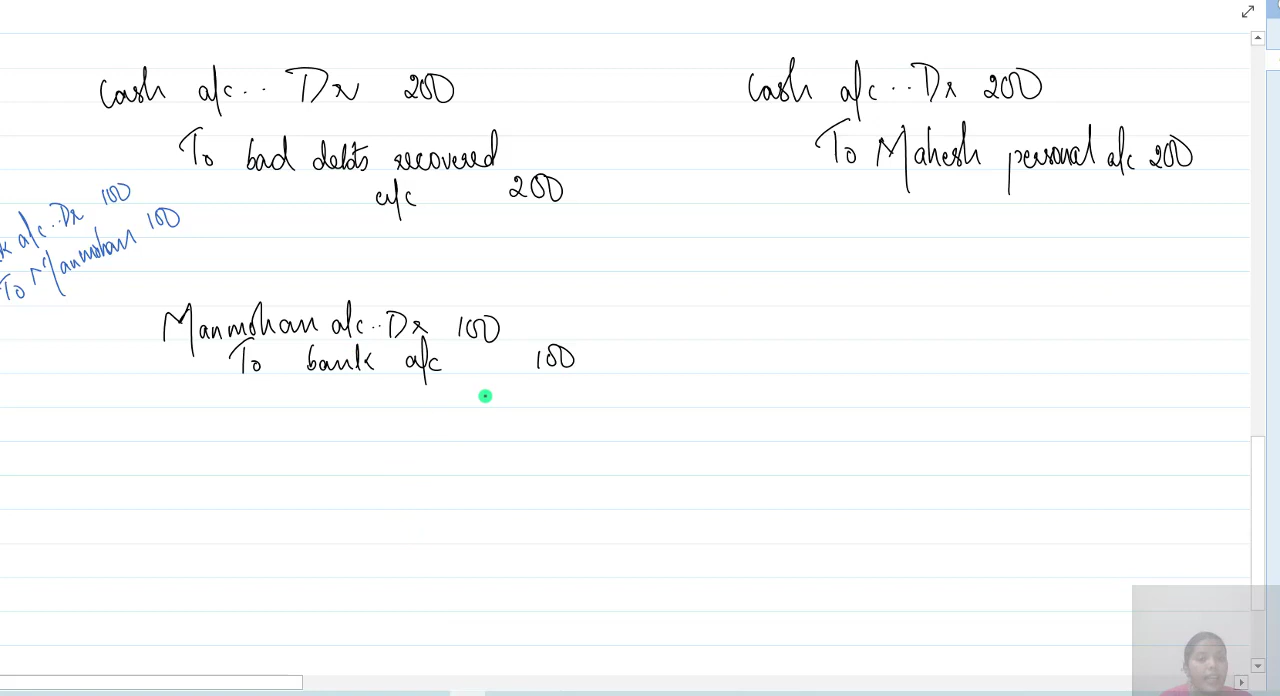 Cash a/c... Dr 200
To bad debts recovered
a/c 200
Cash a/c...Dr 200
To Mahesh personal a/c 200
a/c...Dr 100
To Manmohan 100
Manmohan a/c..Dr 100
To bank a/c 100